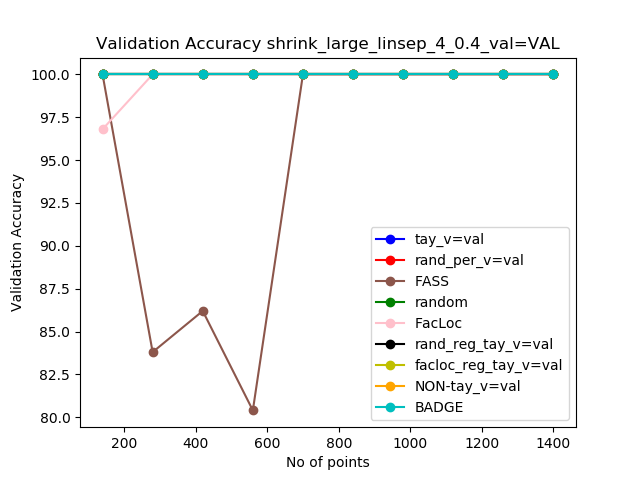 Validation Accuracy shrink_large_linsep_4_0.4_val=VAL
Validation Accuracy
100.0
97.5
95.0
92.5
90.0
87.5
85.0
82.5
80.0
tay_v=val
rand_per_v=val
FASS
random
FacLoc
rand_reg_tay_v=val
facloc_reg_tay_v=val
NON-tay_v=val
BADGE
200 400 600 800 1000 1200 1400
No of points